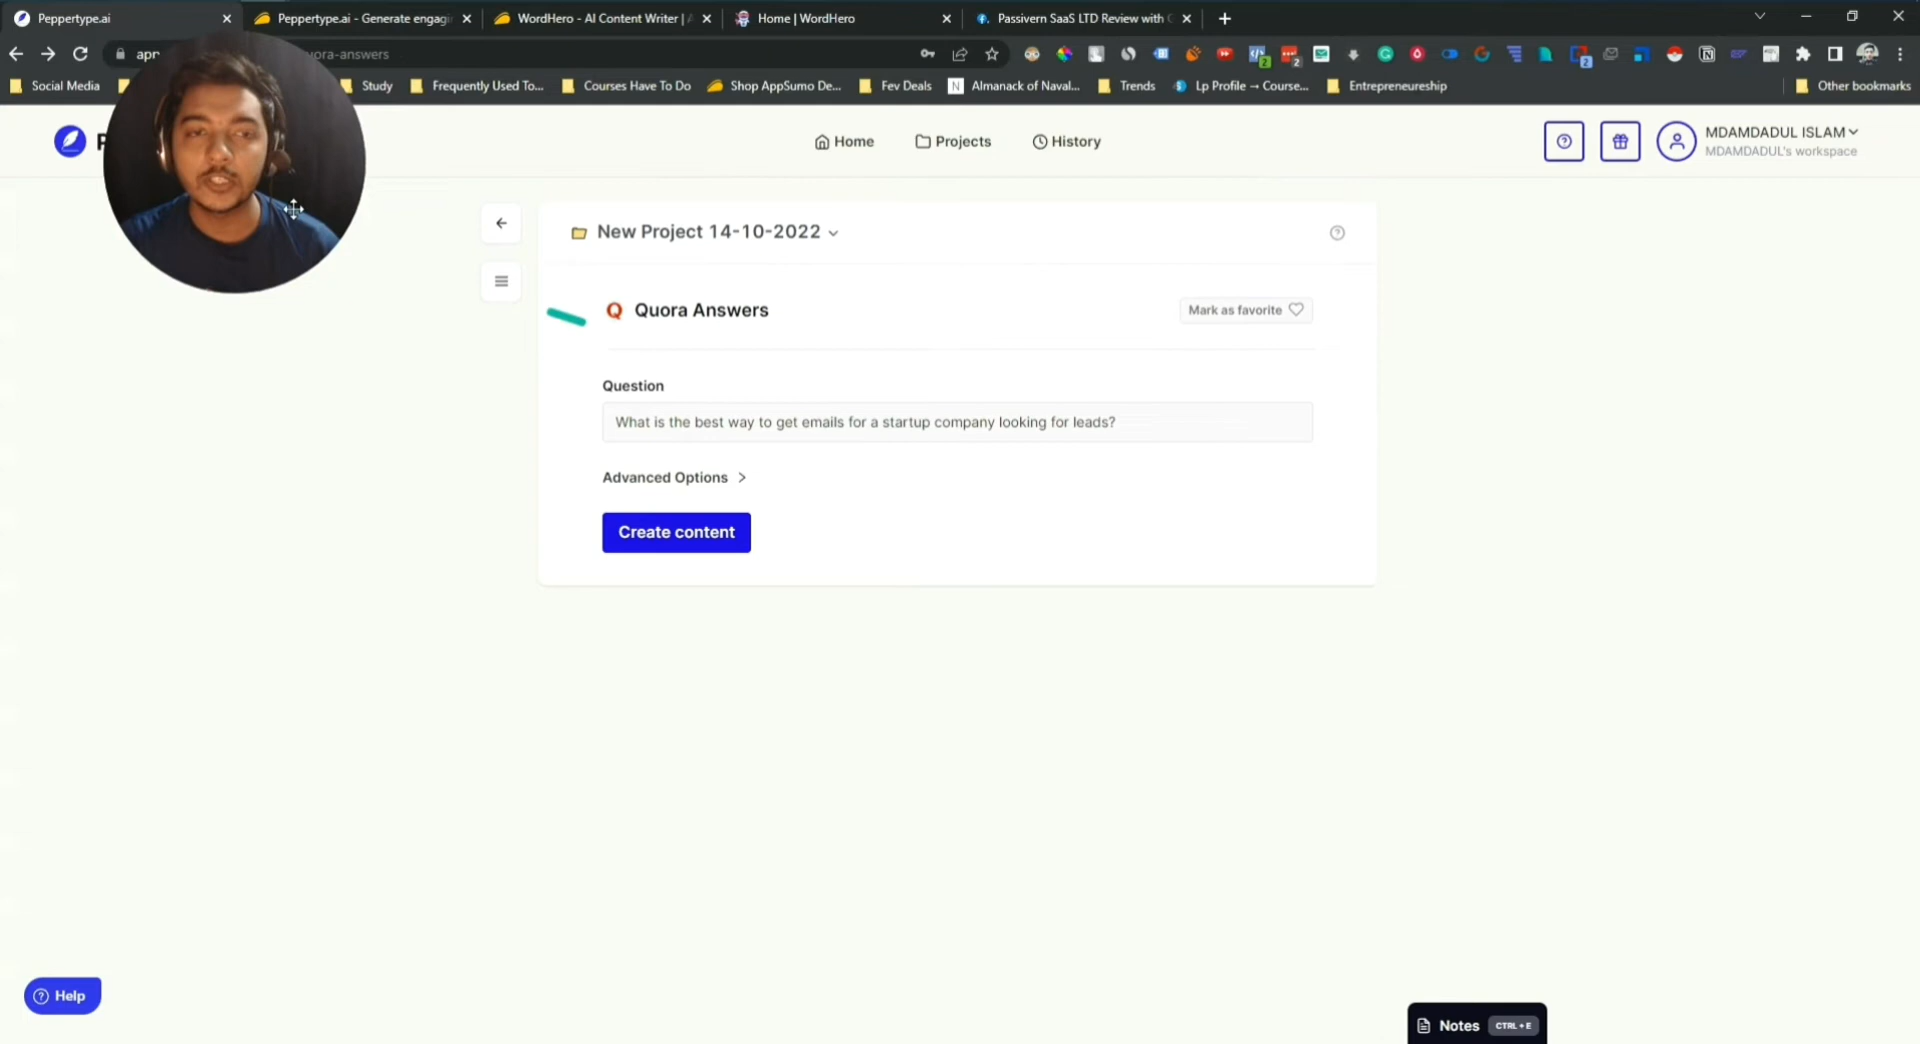 Peppertype.ai
Peppertype.ai - Generate engagi
WordHero - AI Content Writer |
Home | WordHero
Passivern SaaS LTD Review with
app
uora-answers
Social Media
Study
Frequently Used To...
Courses Have To Do
Shop AppSumo De...
Fev Deals
Almanack of Naval...
Trends
Lp Profile → Course...
Entrepreneureship
Other bookmarks
P
Home
Projects
History
MDAMDADUL ISLAM
MDAMDADUL's workspace
New Project 14-10-2022
Q Quora Answers
Mark as favorite
Question
What is the best way to get emails for a startup company looking for leads?
Advanced Options
Create content
Help
Notes CTRL + E